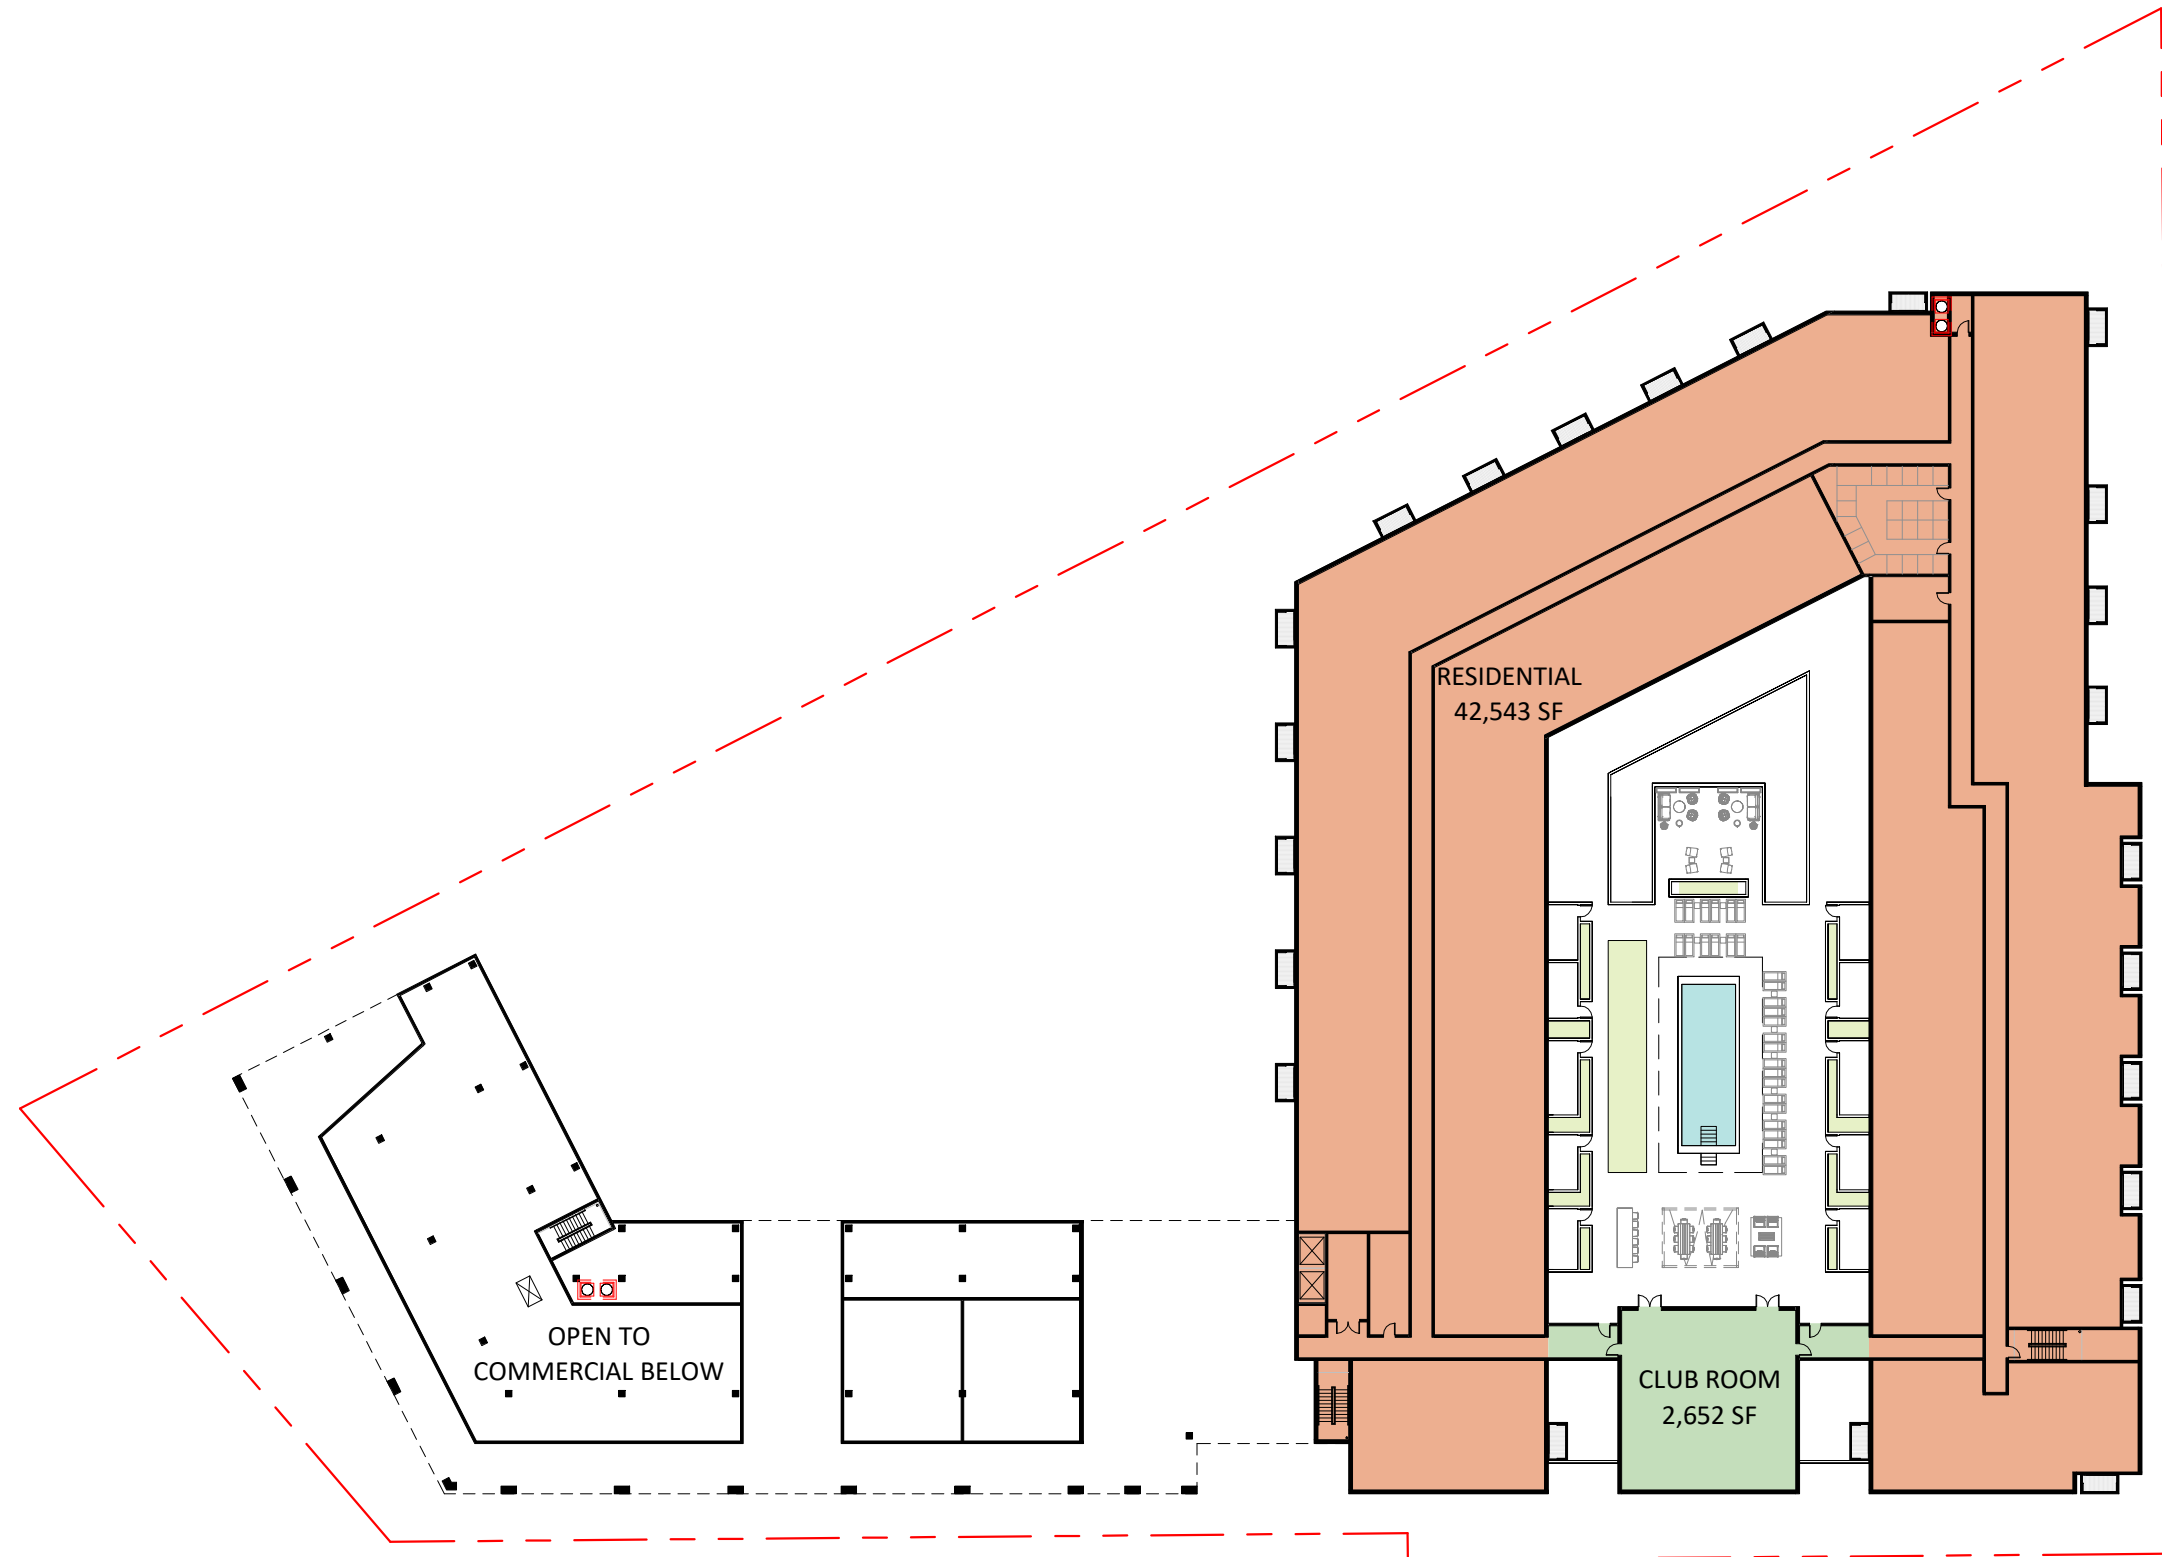 RESIDENTIAL
42,543 SF
OPEN TO
COMMERCIAL BELOW
CLUB ROOM
2,652 SF